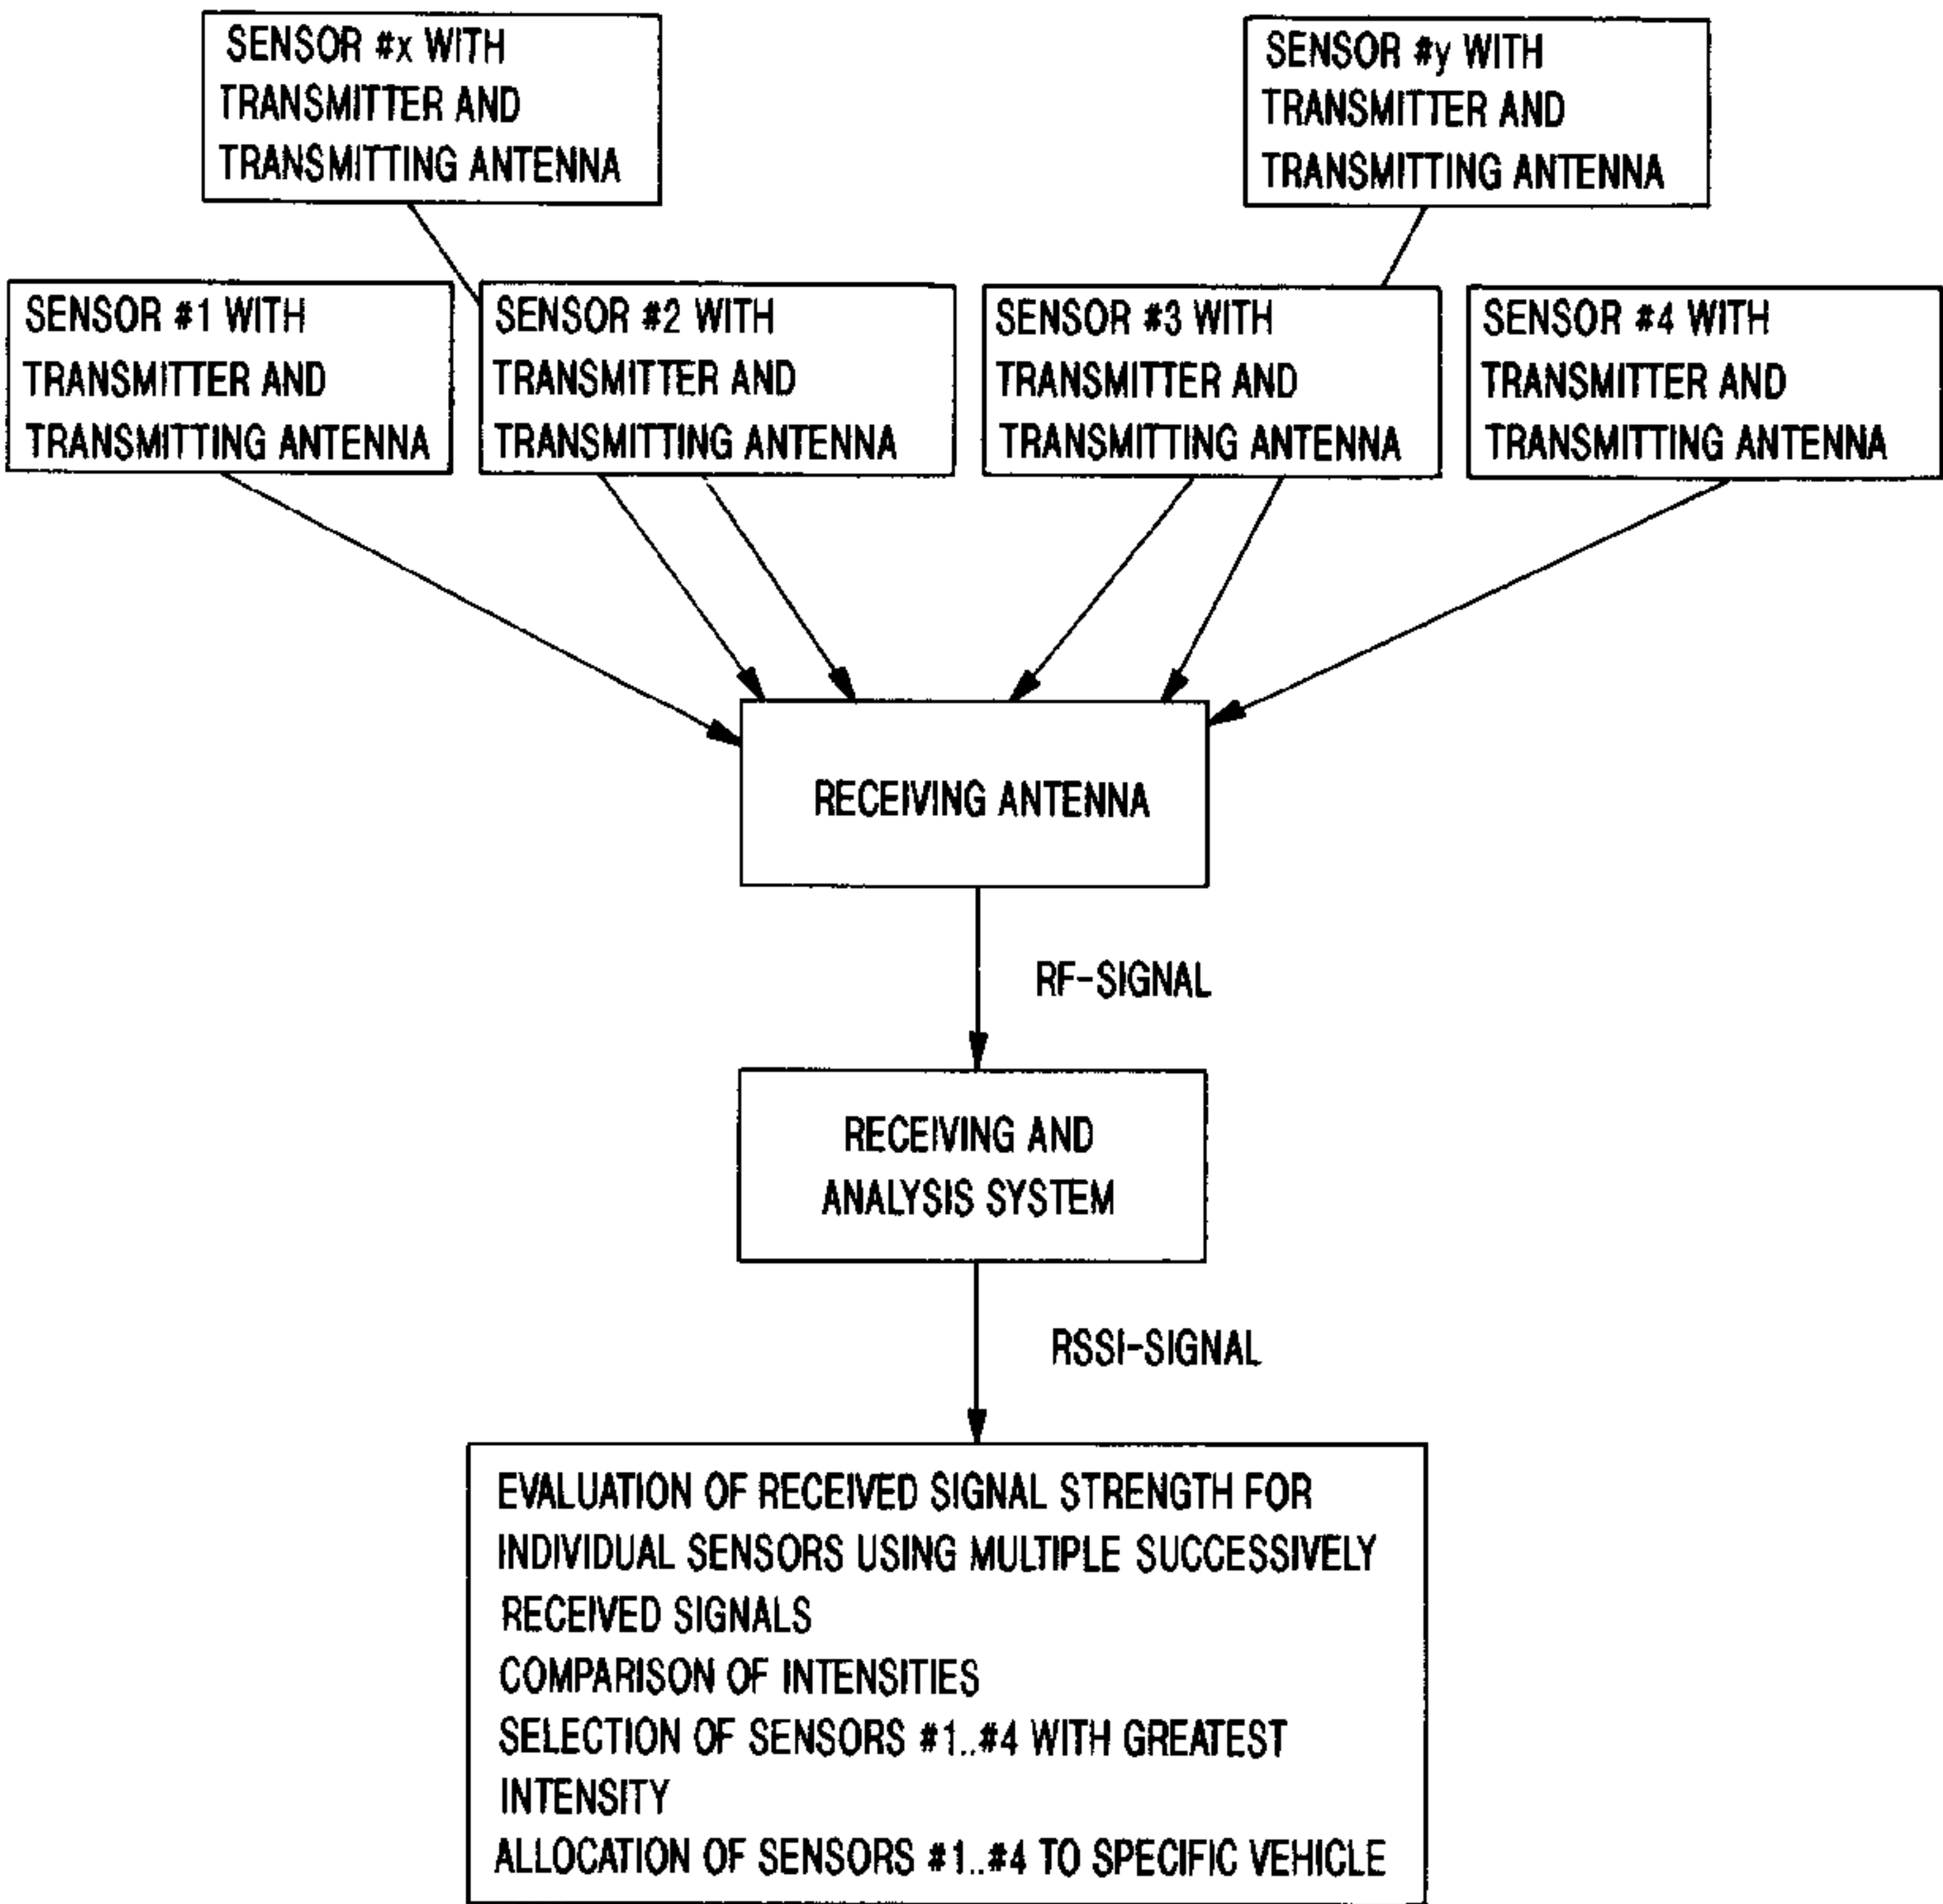 SENSOR #x WITH
TRANSMITTER AND
TRANSMITTING ANTENNA
SENSOR #y WITH
TRANSMITTER AND
TRANSMITTING ANTENNA
SENSOR #1 WITH
TRANSMITTER AND
TRANSMITTING ANTENNA
SENSOR #2 WITH
TRANSMITTER AND
TRANSMITTING ANTENNA
SENSOR #3 WITH
TRANSMITTER AND
TRANSMITTING ANTENNA
SENSOR #4 WITH
TRANSMITTER AND
TRANSMITTING ANTENNA
RECEIVING ANTENNA
RF-SIGNAL
RECEIVING AND
ANALYSIS SYSTEM
RSSI-SIGNAL
EVALUATION OF RECEIVED SIGNAL STRENGTH FOR
INDIVIDUAL SENSORS USING MULTIPLE SUCCESSIVELY
RECEIVED SIGNALS
COMPARISON OF INTENSITIES
SELECTION OF SENSORS #1..#4 WITH GREATEST
INTENSITY
ALLOCATION OF SENSORS #1..#4 TO SPECIFIC VEHICLE